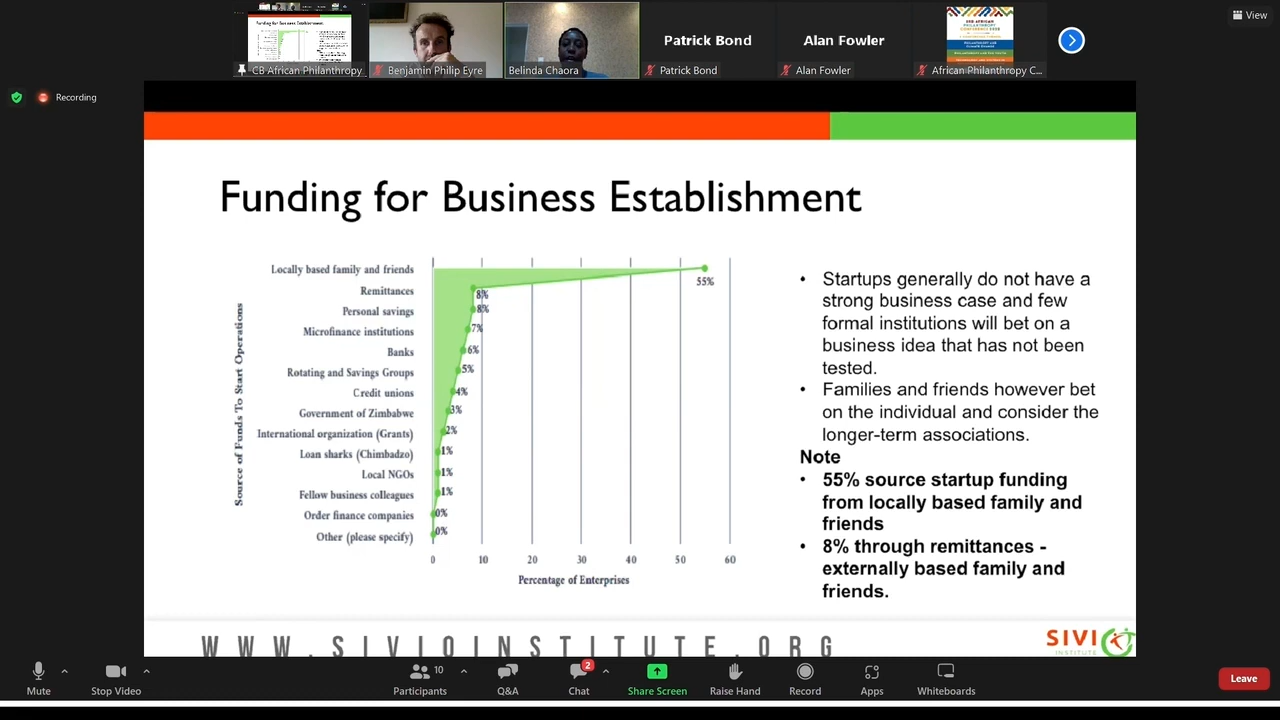 Funding for Business Establishment
View
Patrick Bond
Alan Fowler
CB African Philanthropy
Benjamin Philip Eyre
Belinda Chaora
Patrick Bond
Alan Fowler
African Philanthropy C...
Recording
Funding for Business Establishment
Source of Funds To Start Operations
Locally based family and friends
55%
Remittances
8%
Personal savings
8%
Microfinance institutions
7%
Banks
6%
Rotating and Savings Groups
5%
Credit unions
4%
Government of Zimbabwe
3%
International organization (Grants)
2%
Loan sharks (Chimbadzo)
1%
Local NGOs
1%
Fellow business colleagues
1%
Order finance companies
0%
Other (please specify)
0%
0 10 20 30 40 50 60
Percentage of Enterprises
• Startups generally do not have a
strong business case and few
formal institutions will bet on a
business idea that has not been
tested.
• Families and friends however bet
on the individual and consider the
longer-term associations.
Note
• 55% source startup funding
from locally based family and
friends
• 8% through remittances -
externally based family and
friends.
WWW.SIVIOINSTITUTE.ORG
SIVI
INSTITUTE
Mute
Stop Video
10
Participants
Q&A
2
Chat
Share Screen
Raise Hand
Record
Apps
Whiteboards
Leave